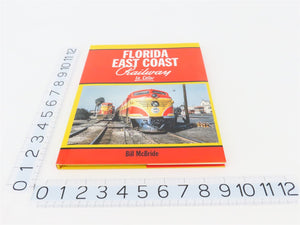 FLORIDA
EAST COAST
Railway
In Color
Bill McBride
0 1 2 3 4 5 6 7 8 9 10 11 12
0 1 2 3 4 5 6 7 8 9 10 11 12